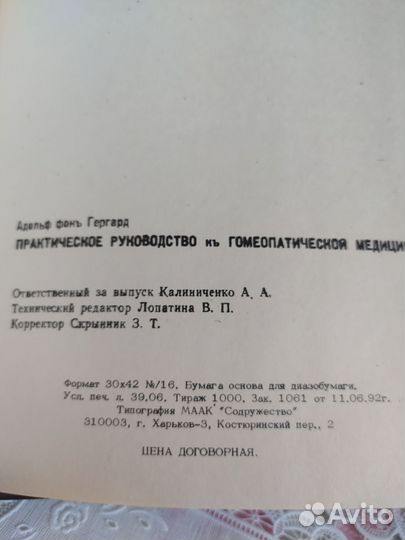 Адольф фонъ Гергард
ПРАКТИЧЕСКОЕ РУКОВОДСТВО къ ГОМЕОПАТИЧЕСКОЙ МЕДИЦИ
Ответственный за выпуск Калиниченко А. А.
Технический редактор Лопатина В. П.
Корректор Скрынник З. Т.
Формат 30х42 №/16. Бумага основа для диазобумаги.
Усл. печ. л. 39,06. Тираж 1000. Зак. 1061 от 11.06.92г.
Типография МААК "Содружество"
310003, г. Харьков-3, Костюринский пер., 2
ЦЕНА ДОГОВОРНАЯ.
Avito